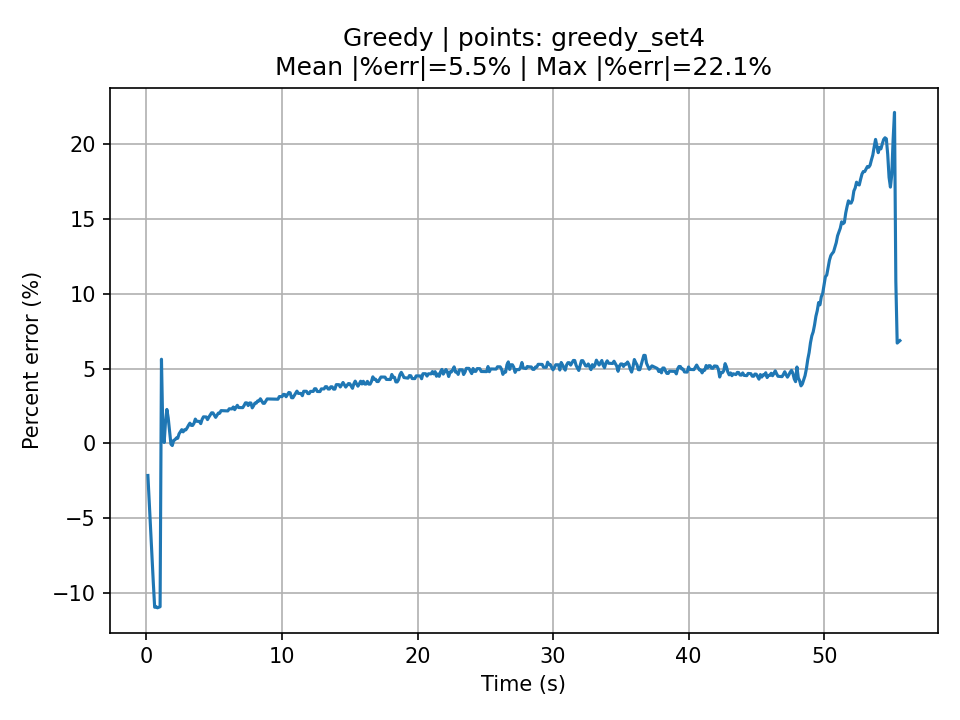 Greedy | points: greedy_set4
Mean |%err|=5.5% | Max |%err|=22.1%
Percent error (%)
20
15
10
5
0
−5
−10
0 10 20 30 40 50
Time (s)